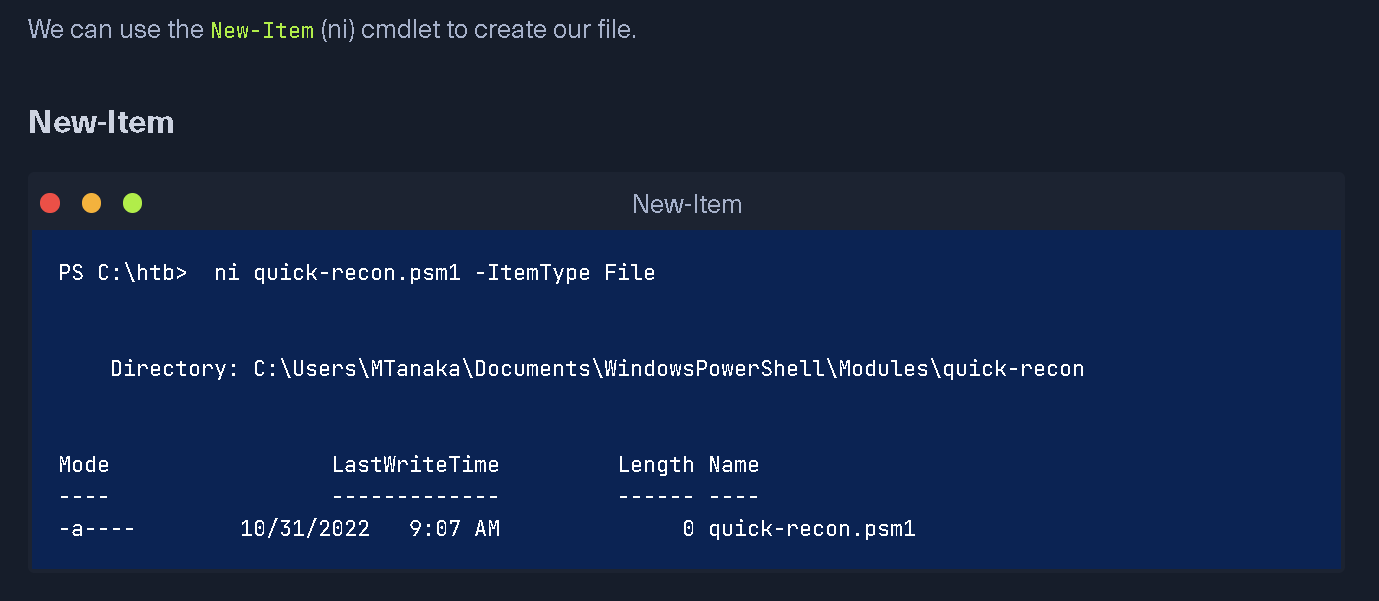 We can use the New-Item (ni) cmdlet to create our file.
New-Item
New-Item
PS C:\htb>  ni quick-recon.psm1 -ItemType File
Directory: C:\Users\MTanaka\Documents\WindowsPowerShell\Modules\quick-recon
Mode                 LastWriteTime         Length Name
----                 -------------         ------ ----
-a----        10/31/2022   9:07 AM              0 quick-recon.psm1